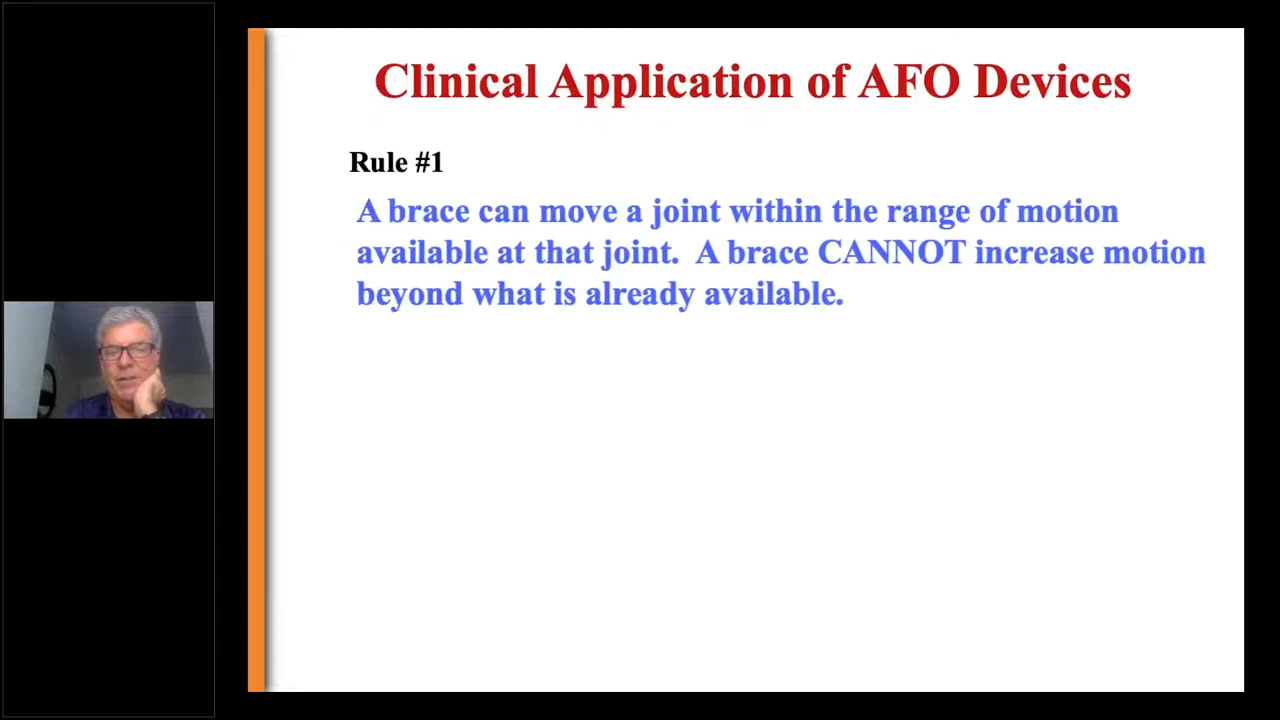 Clinical Application of AFO Devices
Rule #1
A brace can move a joint within the range of motion
available at that joint.  A brace CANNOT increase motion
beyond what is already available.